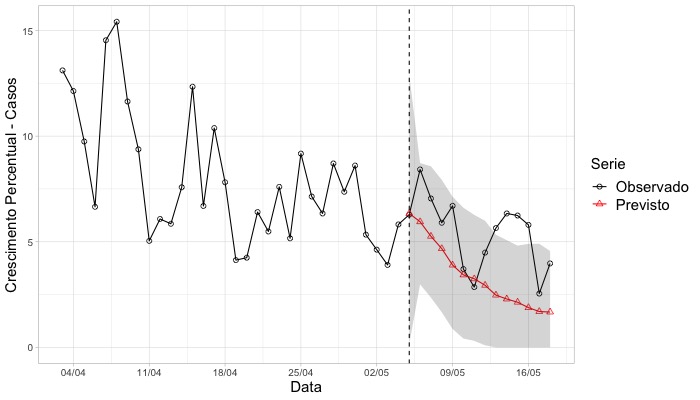 Crescimento Percentual - Casos
15
10
5
0
04/04 11/04 18/04 25/04 02/05 09/05 16/05
Data
Serie
Observado
Previsto